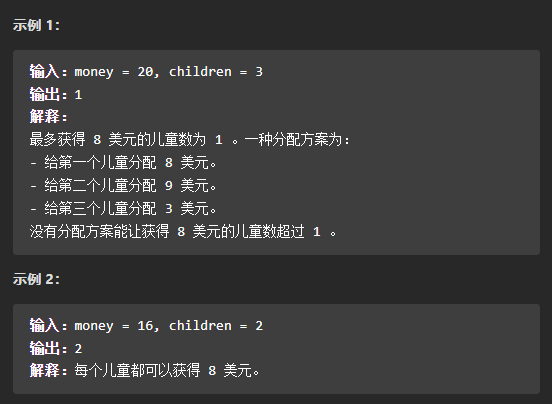 示例 1：
输入：money = 20, children = 3
输出：1
解释：
最多获得 8 美元的儿童数为 1 。一种分配方案为：
- 给第一个儿童分配 8 美元。
- 给第二个儿童分配 9 美元。
- 给第三个儿童分配 3 美元。
没有分配方案能让获得 8 美元的儿童数超过 1 。
示例 2：
输入：money = 16, children = 2
输出：2
解释：每个儿童都可以获得 8 美元。